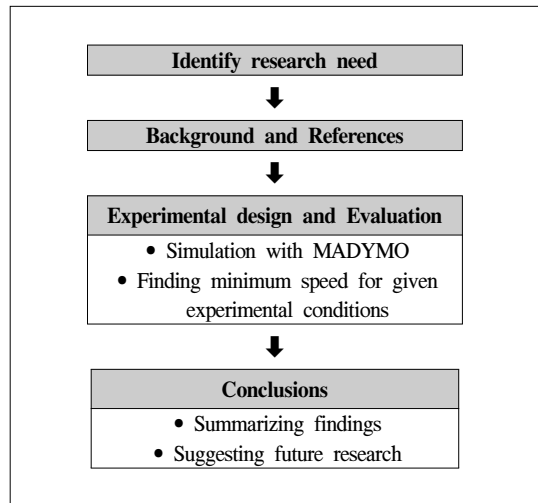 Identify research need
Background and References
Experimental design and Evaluation
• Simulation with MADYMO
• Finding minimum speed for given
experimental conditions
Conclusions
• Summarizing findings
• Suggesting future research